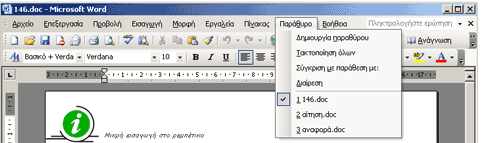 146.doc - Microsoft Word
Αρχείο Επεξεργασία Προβολή Εισαγωγή Μορφή Εργαλεία Πίνακας Παράθυρο Βοήθεια Πληκτρολογήστε ερώτηση
Δημιουργία παραθύρου
Τακτοποίηση όλων
Σύγκριση με παράθεση με:
Διαίρεση
1 146.doc
2 αίτηση.doc
3 αναφορά.doc
Ανάγνωση
Βασικό + Verda Verdana 10
Μικρή εισαγωγή στο ρεμπέτικο